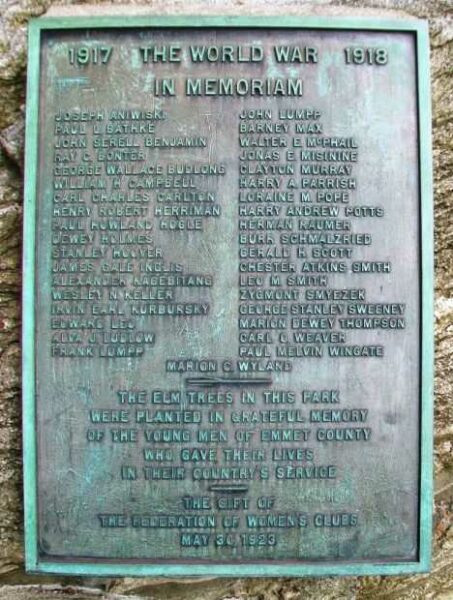 1917 THE WORLD WAR 1918
IN MEMORIAM
JOSEPH ANIWISKI
PAUL J. BATHKE
JOHN SERELL BENJAMIN
RAY C. BONTER
GEORGE WALLACE BUDLONG
WILLIAM H. CAMPBELL
CARL CHARLES CARLTON
HENRY ROBERT HERRIMAN
PAUL HOWLAND HOGLE
DEWEY HOLMES
STANLEY HOOVER
JAMES GALE INGLIS
ALEXANDER KAGEBITANG
WESLEY N. KELLER
IRVIN EARL KURBURSKY
EDWARD LEE
ALVA J. LUDLOW
FRANK LUMPP
JOHN LUMPP
BARNEY MAX
WALTER E. McPHAIL
JONAS E. MISININE
CLAYTON MURRAY
HARRY A. PARRISH
LORAINE M. POPE
HARRY ANDREW POTTS
HERMAN RAUMER
BURR SCHMALZRIED
GERALD H. SCOTT
CHESTER ATKINS SMITH
LEO M. SMITH
ZYGMONT SMYEZEK
GEORGE STANLEY SWEENEY
MARION DEWEY THOMPSON
CARL C. WEAVER
PAUL MELVIN WINGATE
MARION C. WYLAND
THE ELM TREES IN THIS PARK
WERE PLANTED IN GRATEFUL MEMORY
OF THE YOUNG MEN OF EMMET COUNTY
WHO GAVE THEIR LIVES
IN THEIR COUNTRY'S SERVICE
THE GIFT OF
THE FEDERATION OF WOMEN'S CLUBS
MAY 30 1923